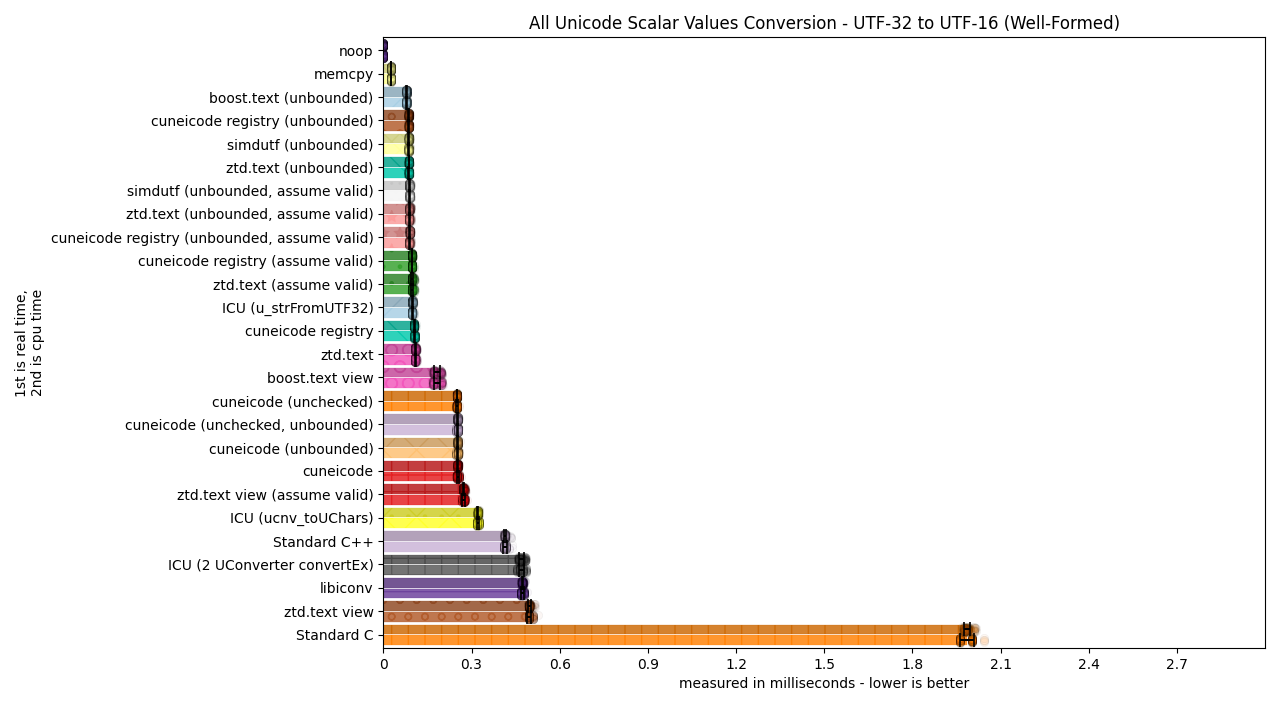 All Unicode Scalar Values Conversion - UTF-32 to UTF-16 (Well-Formed)
noop
memcpy
boost.text (unbounded)
cuneicode registry (unbounded)
simdutf (unbounded)
ztd.text (unbounded)
simdutf (unbounded, assume valid)
ztd.text (unbounded, assume valid)
cuneicode registry (unbounded, assume valid)
cuneicode registry (assume valid)
ztd.text (assume valid)
ICU (u_strFromUTF32)
cuneicode registry
ztd.text
boost.text view
cuneicode (unchecked)
cuneicode (unchecked, unbounded)
cuneicode (unbounded)
cuneicode
ztd.text view (assume valid)
ICU (ucnv_toUChars)
Standard C++
ICU (2 UConverter convertEx)
libiconv
ztd.text view
Standard C
1st is real time,
2nd is cpu time
0 0.3 0.6 0.9 1.2 1.5 1.8 2.1 2.4 2.7
measured in milliseconds - lower is better